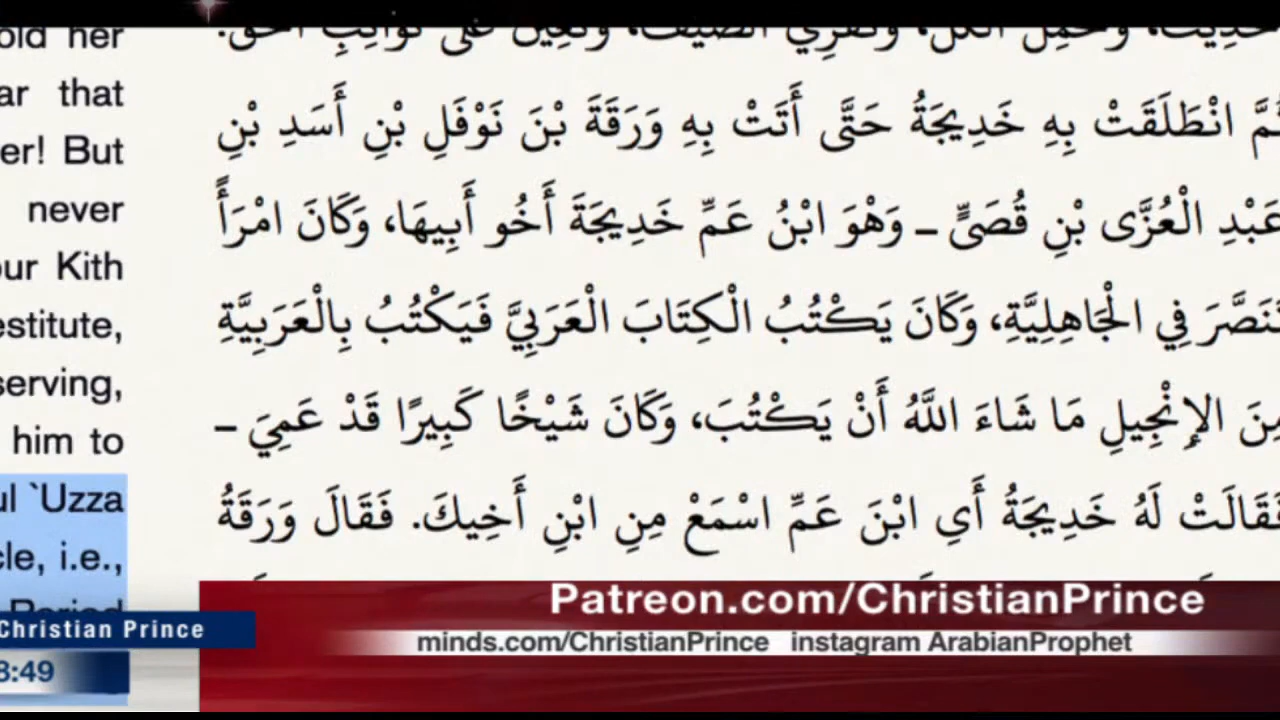 old her
ar that
er! But
never
our Kith
estitute,
serving,
him to
ul `Uzza
cle, i.e.,
Period
انْطَلَقَتْ بِهِ خَدِيجَةُ حَتَّى أَتَتْ بِهِ وَرَقَةَ بْنَ نَوْفَلِ بْنِ أَسَدِ بْنِ
عَبْدِ الْعُزَّى بْنِ قُصَىٍّ ـ وَهْوَ ابْنُ عَمِّ خَدِيجَةَ أَخُو أَبِيهَا، وَكَانَ امْرَأً
تَنَصَّرَ فِي الْجَاهِلِيَّةِ، وَكَانَ يَكْتُبُ الْكِتَابَ الْعَرَبِيَّ فَيَكْتُبُ بِالْعَرَبِيَّةِ
مِنَ الإِنْجِيلِ مَا شَاءَ اللَّهُ أَنْ يَكْتُبَ، وَكَانَ شَيْخًا كَبِيرًا قَدْ عَمِيَ ـ
فَقَالَتْ لَهُ خَدِيجَةُ أَىِ ابْنَ عَمِّ اسْمَعْ مِنِ ابْنِ أَخِيكَ. فَقَالَ وَرَقَةُ
Patreon.com/ChristianPrince
minds.com/ChristianPrince instagram ArabianProphet
Christian Prince
8:49